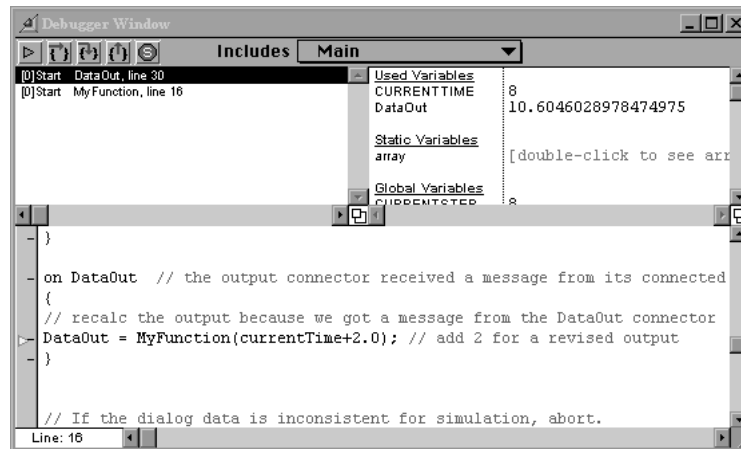 Debugger Window
Includes Main
[0]Start DataOut, line 30
[0]Start MyFunction, line 16
Used Variables
CURRENTTIME 8
DataOut 10.6046028978474975
Static Variables
array [double-click to see arr
Global Variables
CURRENTSTEP 8
}
on DataOut // the output connector received a message from its connected
{
// recalc the output because we got a message from the DataOut connector
DataOut = MyFunction(currentTime+2.0); // add 2 for a revised output
}
// If the dialog data is inconsistent for simulation, abort.
Line: 16